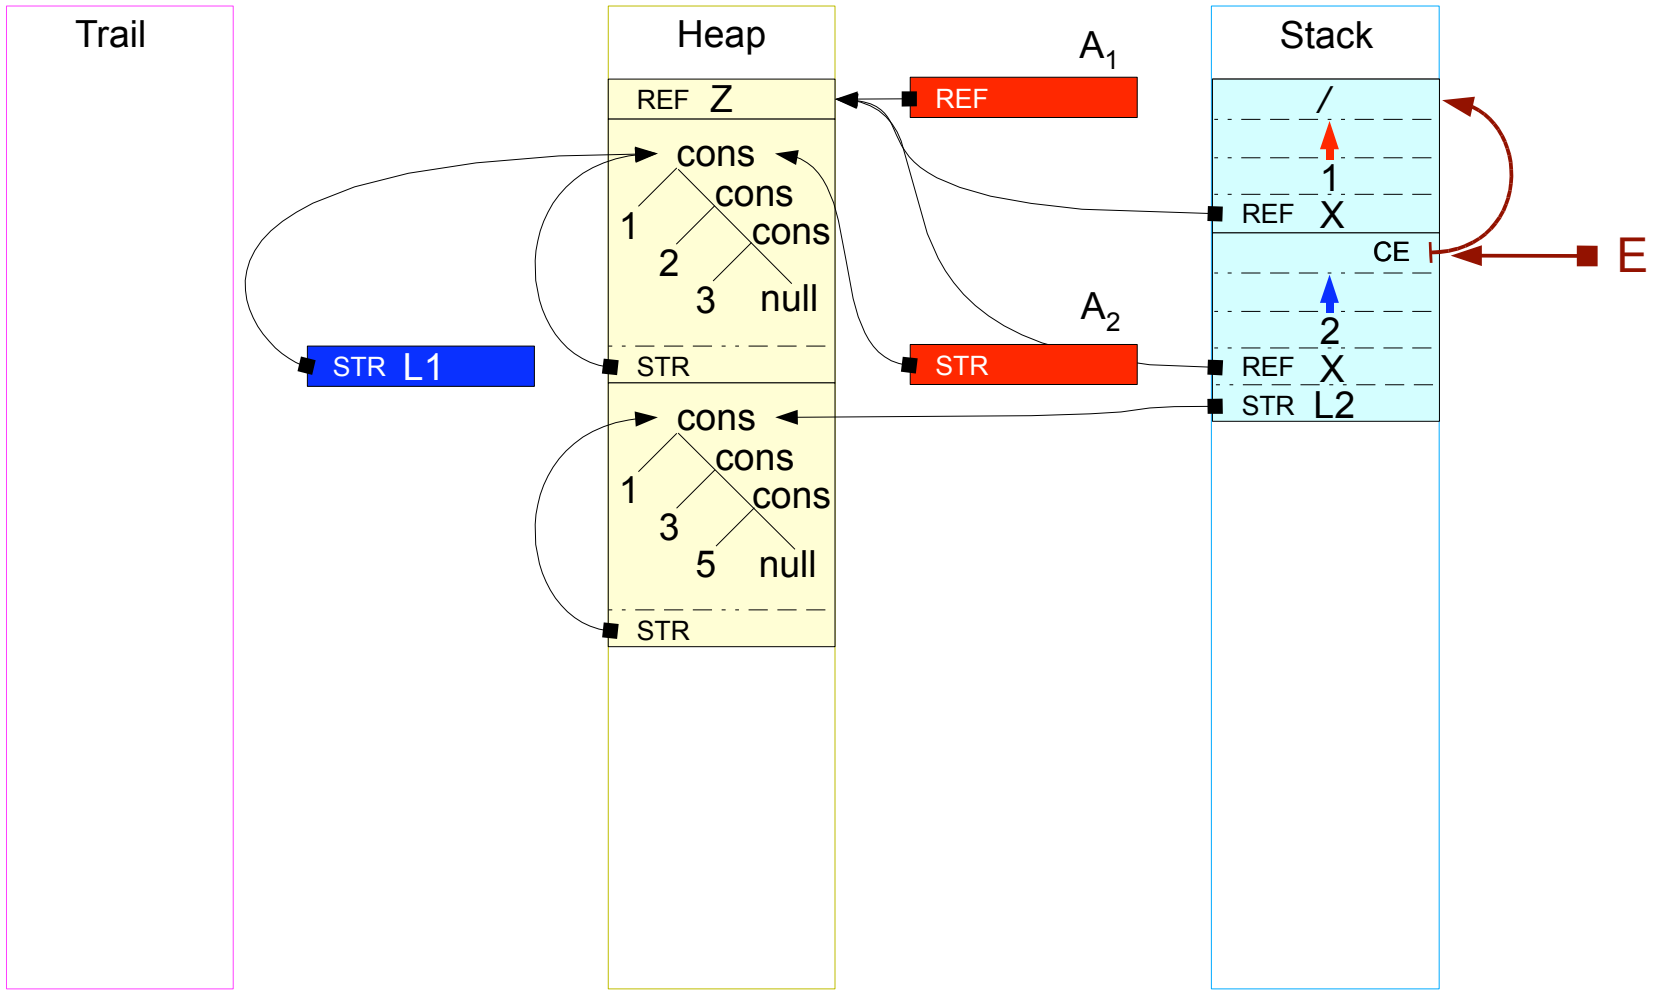 Trail
Heap
REF Z
cons
cons
1
cons
2
3
null
STR
cons
cons
1
cons
3
5
null
STR
STR L1
A1
REF
A2
STR
Stack
/
1
REF X
CE
2
REF X
STR L2
E